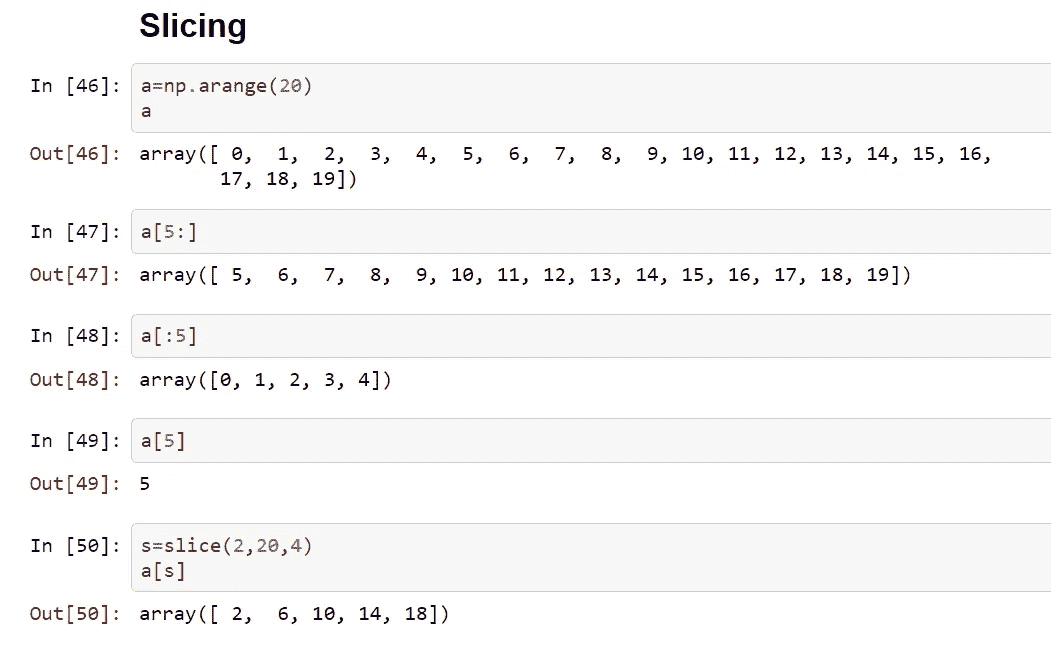 Slicing
In [46]: a=np.arange(20)
a
Out[46]: array([ 0,  1,  2,  3,  4,  5,  6,  7,  8,  9, 10, 11, 12, 13, 14, 15, 16,
17, 18, 19])
In [47]: a[5:]
Out[47]: array([ 5,  6,  7,  8,  9, 10, 11, 12, 13, 14, 15, 16, 17, 18, 19])
In [48]: a[:5]
Out[48]: array([0, 1, 2, 3, 4])
In [49]: a[5]
Out[49]: 5
In [50]: s=slice(2,20,4)
a[s]
Out[50]: array([ 2,  6, 10, 14, 18])